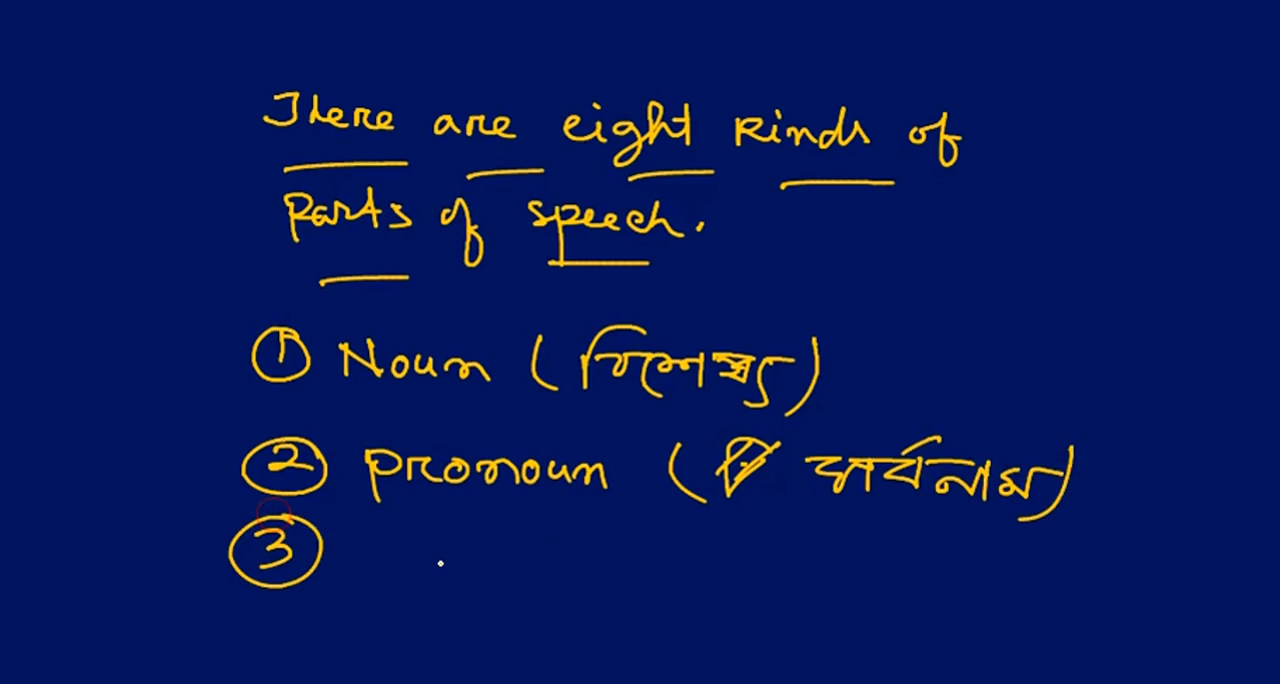 There are eight kinds of
parts of speech.
① Noun (বিশেষ্য)
② pronoun ( সর্বনাম)
③